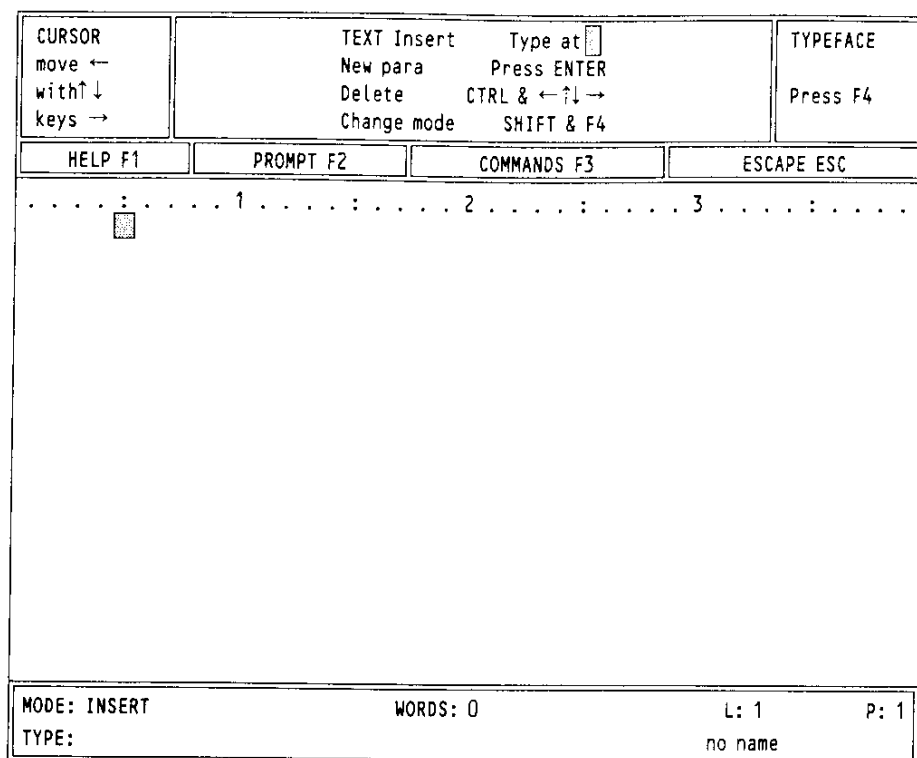 CURSOR
move ←
with↑↓
keys →
TEXT Insert Type at
New para Press ENTER
Delete CTRL & ←↑↓→
Change mode SHIFT & F4
TYPEFACE
Press F4
HELP F1
PROMPT F2
COMMANDS F3
ESCAPE ESC
. . . . : . . . . 1 . . . . : . . . . 2 . . . . : . . . . 3 . . . . : . . . .
MODE: INSERT WORDS: 0 L: 1 P: 1
TYPE: no name